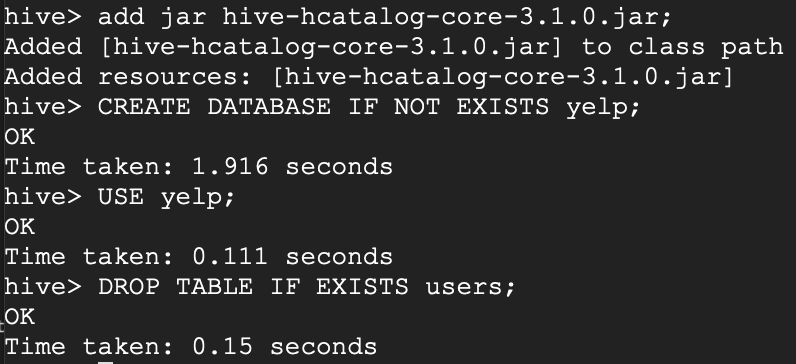 hive> add jar hive-hcatalog-core-3.1.0.jar;
Added [hive-hcatalog-core-3.1.0.jar] to class path
Added resources: [hive-hcatalog-core-3.1.0.jar]
hive> CREATE DATABASE IF NOT EXISTS yelp;
OK
Time taken: 1.916 seconds
hive> USE yelp;
OK
Time taken: 0.111 seconds
hive> DROP TABLE IF EXISTS users;
OK
Time taken: 0.15 seconds